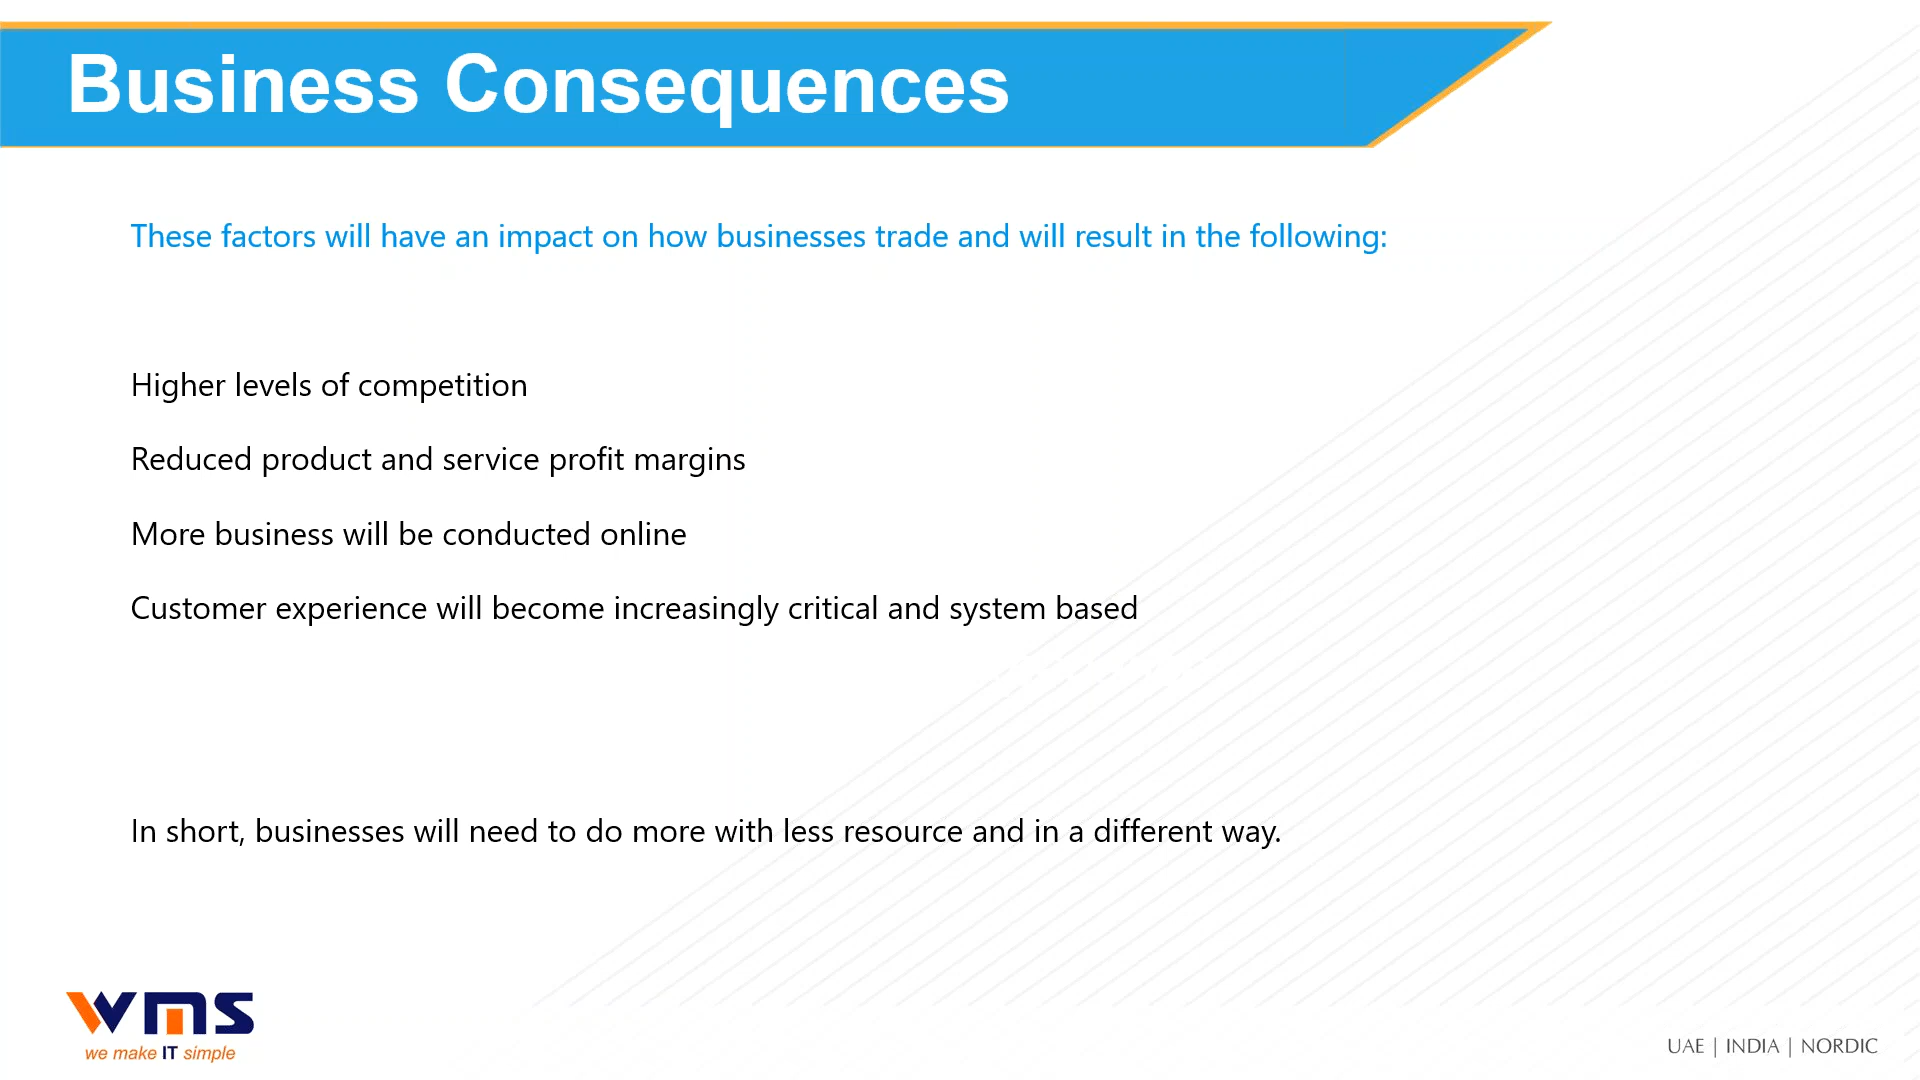 Business Consequences
These factors will have an impact on how businesses trade and will result in the following:
Higher levels of competition
Reduced product and service profit margins
More business will be conducted online
Customer experience will become increasingly critical and system based
In short, businesses will need to do more with less resource and in a different way.
wms
we make IT simple
UAE | INDIA | NORDIC